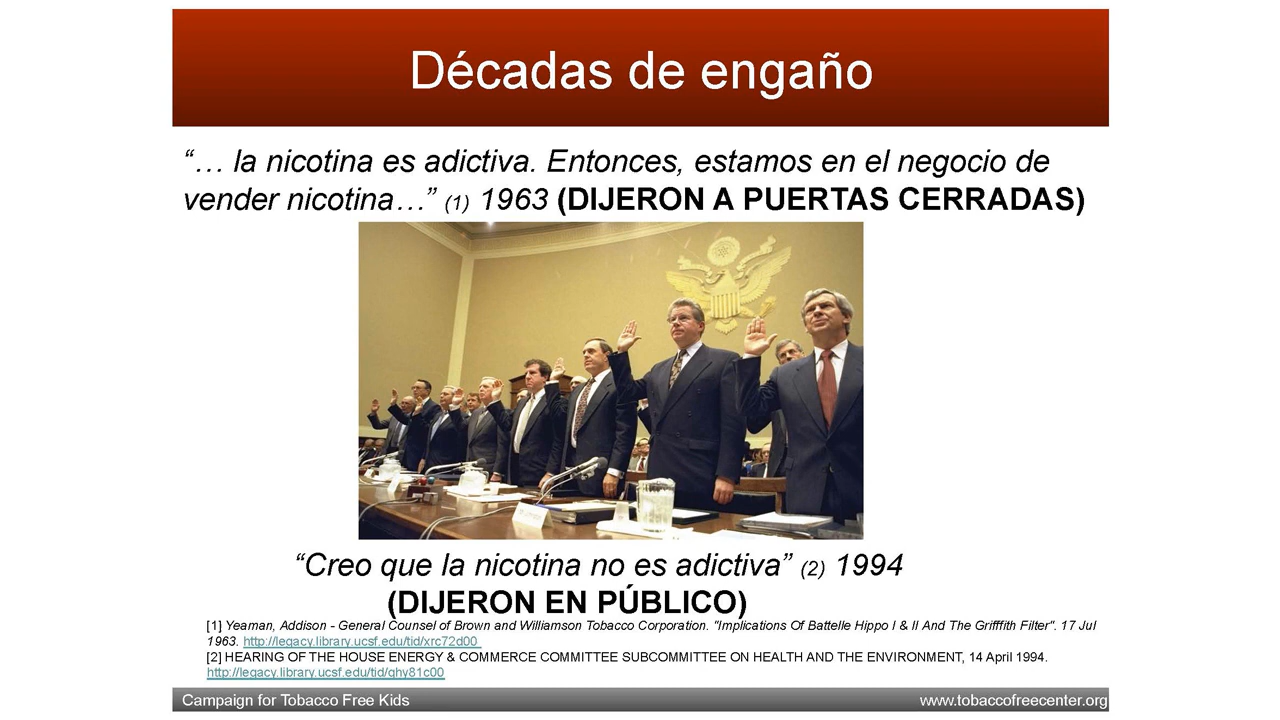 Décadas de engaño
“… la nicotina es adictiva. Entonces, estamos en el negocio de
vender nicotina…” (1) 1963 (DIJERON A PUERTAS CERRADAS)
“Creo que la nicotina no es adictiva” (2) 1994
(DIJERON EN PÚBLICO)
[1] Yeaman, Addison - General Counsel of Brown and Williamson Tobacco Corporation. "Implications Of Battelle Hippo I & II And The Grifffith Filter". 17 Jul
1963. http://legacy.library.ucsf.edu/tid/xrc72d00
[2] HEARING OF THE HOUSE ENERGY & COMMERCE COMMITTEE SUBCOMMITTEE ON HEALTH AND THE ENVIRONMENT, 14 April 1994.
http://legacy.library.ucsf.edu/tid/qhy81c00
Campaign for Tobacco Free Kids www.tobaccofreecenter.org